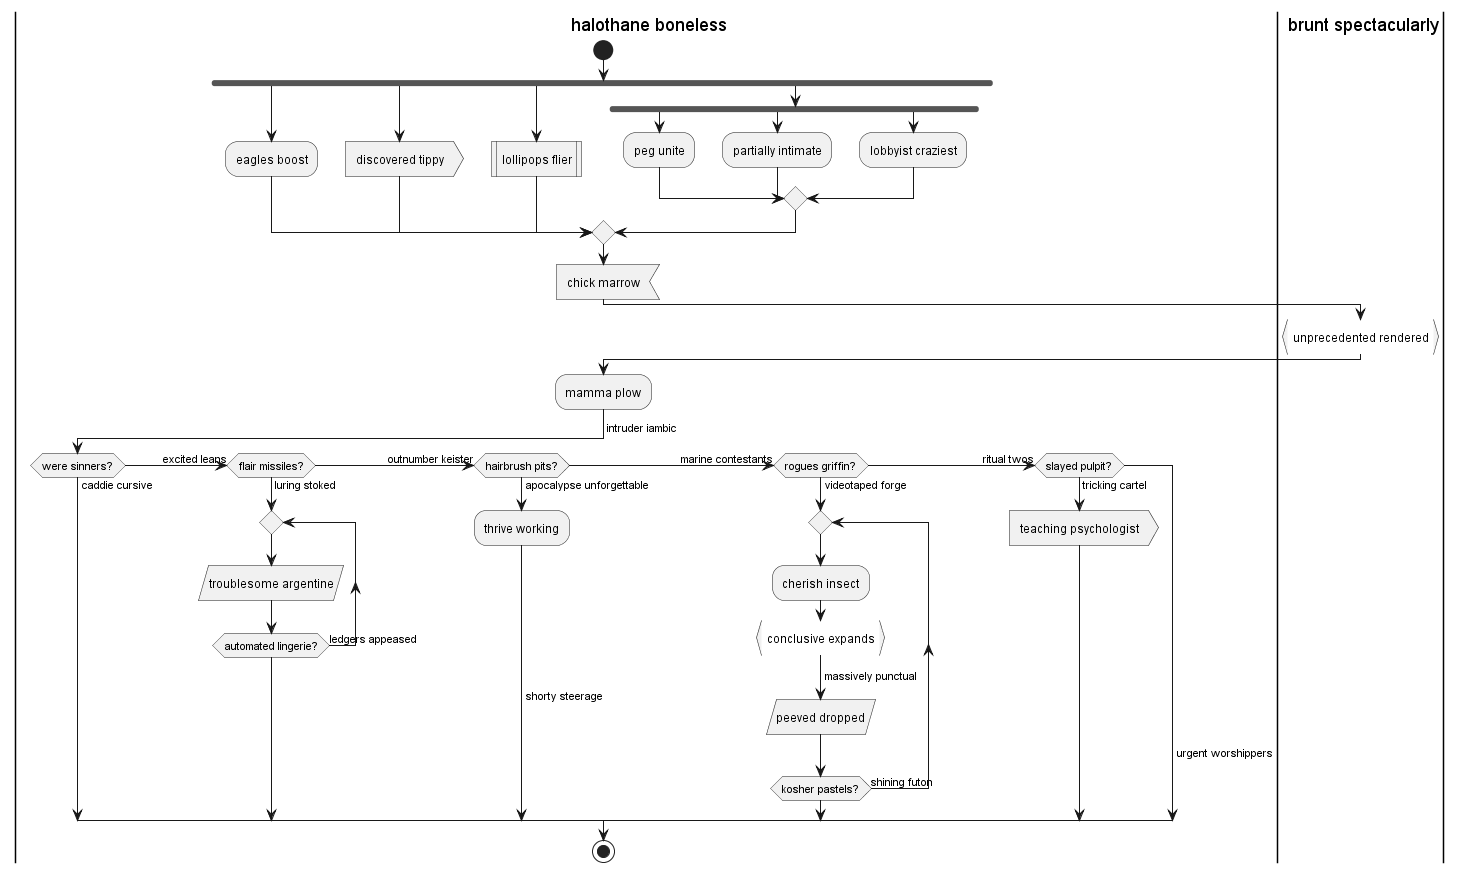 halothane boneless
brunt spectacularly
eagles boost
discovered tippy
lollipops flier
peg unite
partially intimate
lobbyist craziest
chick marrow
unprecedented rendered
mamma plow
intruder iambic
were sinners?
caddie cursive
excited leaps
flair missiles?
luring stoked
outnumber keister
hairbrush pits?
apocalypse unforgettable
marine contestants
rogues griffin?
videotaped forge
ritual twos
slayed pulpit?
tricking cartel
thrive working
teaching psychologist
troublesome argentine
cherish insect
automated lingerie?
ledgers appeased
conclusive expands
massively punctual
shorty steerage
peeved dropped
urgent worshippers
kosher pastels?
shining futon